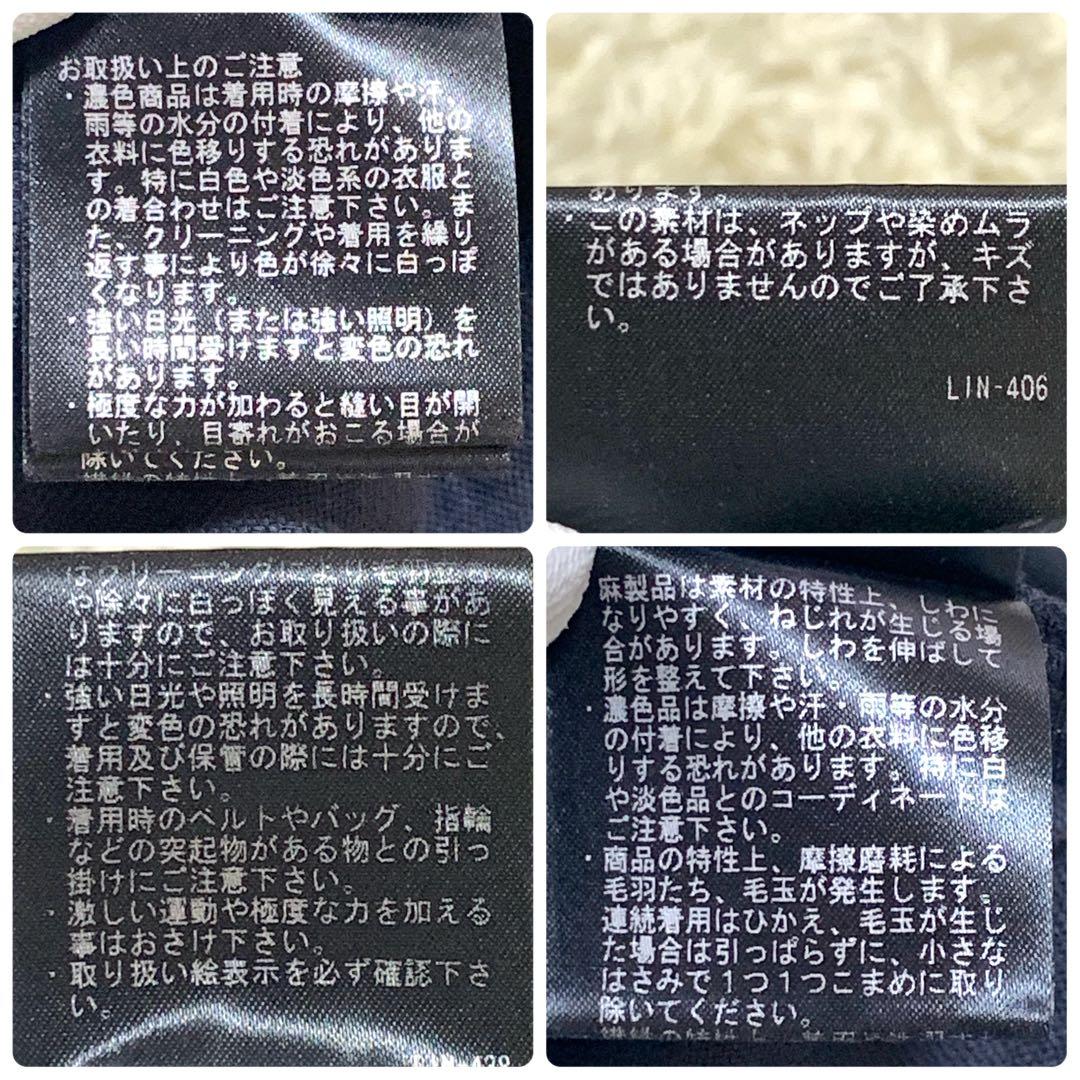 お取扱い上のご注意
・濃色商品は着用時の摩擦や汗、
雨等の水分の付着により、他の
衣料に色移りする恐れがありま
す。特に白色や淡色系の衣服と
の着合わせはご注意下さい。ま
た、クリーニングや着用を繰り
返す事により色が徐々に白っぽ
くなります。
・強い日光（または強い照明）を
長い時間受けますと変色の恐れ
があります。
・極度な力が加わると縫い目が開
いたり、目寄れがおこる場合が
除いてください。
あります。
・この素材は、ネップや染めムラ
がある場合がありますが、キズ
ではありませんのでご了承下さ
い。
LIN-406
や徐々に白っぽく見える事があ
りますので、お取り扱いの際に
は十分にご注意下さい。
・強い日光や照明を長時間受けま
すと変色の恐れがありますので、
着用及び保管の際には十分にご
注意下さい。
・着用時のベルトやバッグ、指輪
などの突起物がある物との引っ
掛けにご注意下さい。
・激しい運動や極度な力を加える
事はおさけ下さい。
・取り扱い絵表示を必ず確認下さ
い。
麻製品は素材の特性上、しわに
なりやすく、ねじれが生じる場
合があります。しわを伸ばして
形を整えて下さい。
・濃色品は摩擦や汗、雨等の水分
の付着により、他の衣料に色移
りする恐れがあります。特に白
や淡色品とのコーディネートは
ご注意下さい。
・商品の特性上、摩擦磨耗による
毛羽たち、毛玉が発生します。
連続着用はひかえ、毛玉が生じ
た場合は引っぱらずに、小さな
はさみで1つ1つこまめに取り
除いてください。